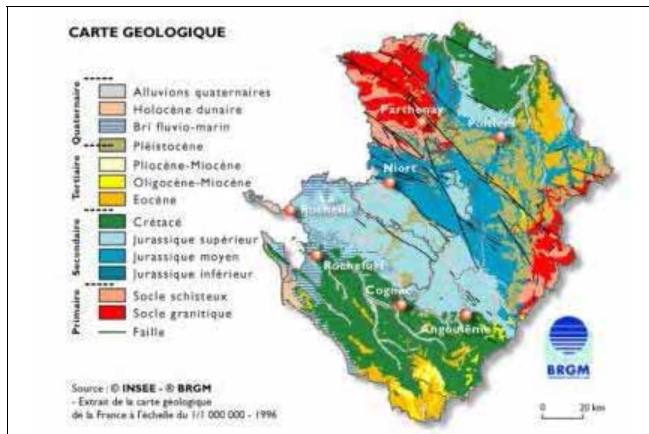 CARTE GEOLOGIQUE
Quaternaire
Alluvions quaternaires
Holocène dunaire
Bri fluvio-marin
Pléistocène
Tertiaire
Pliocène-Miocène
Oligocène-Miocène
Eocène
Secondaire
Crétacé
Jurassique supérieur
Jurassique moyen
Jurassique inférieur
Primaire
Socle schisteux
Socle granitique
Faille
Parthenay
Poitiers
Niort
La
Rochelle
Rochefort
Cognac
Angoulême
Source : © INSEE - ® BRGM
- Extrait de la carte géologique
de la France à l'échelle du 1/1 000 000 - 1996
BRGM
0 20 km